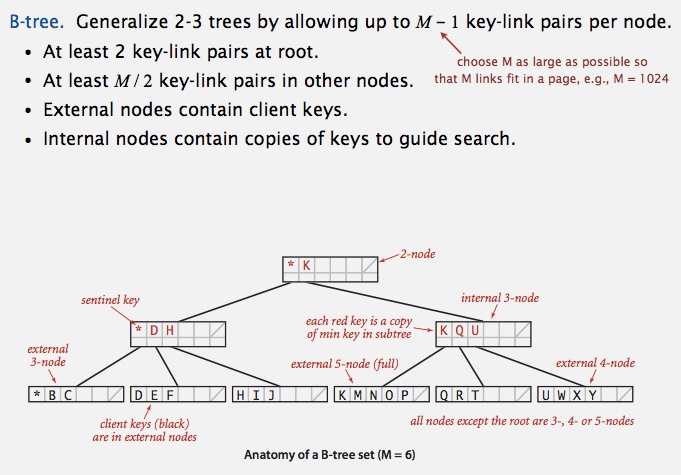 B-tree. Generalize 2-3 trees by allowing up to M – 1 key-link pairs per node.
• At least 2 key-link pairs at root.
• At least M / 2 key-link pairs in other nodes.
• External nodes contain client keys.
• Internal nodes contain copies of keys to guide search.
choose M as large as possible so
that M links fit in a page, e.g., M = 1024
* K
2-node
sentinel key
* D H
each red key is a copy
of min key in subtree
K Q U
internal 3-node
external
3-node
external 5-node (full)
external 4-node
* B C
D E F
H I J
K M N O P
Q R T
U W X Y
client keys (black)
are in external nodes
all nodes except the root are 3-, 4- or 5-nodes
Anatomy of a B-tree set (M = 6)